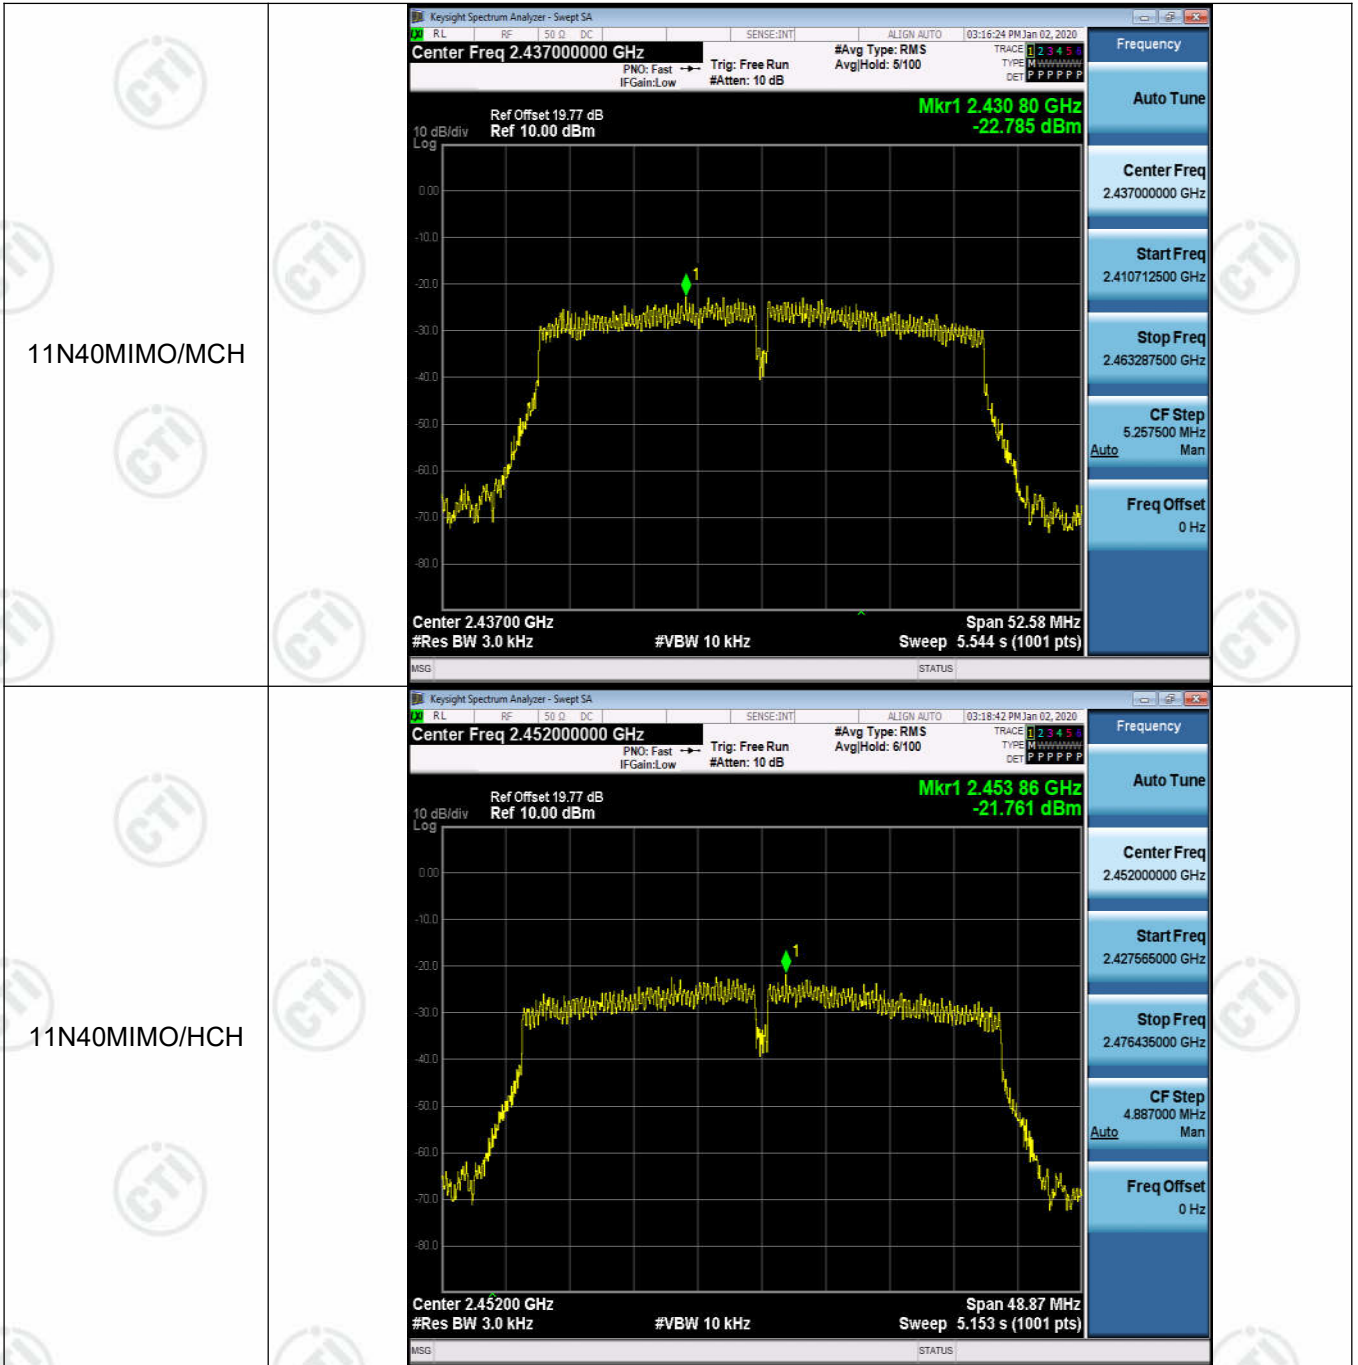 11N40MIMO/MCH
Keysight Spectrum Analyzer - Swept SA
RL RF 50 Ω DC SENSE:INT ALIGN AUTO 03:16:24 PM Jan 02, 2020
Center Freq 2.437000000 GHz
PNO: Fast
IFGain:Low
Trig: Free Run
#Atten: 10 dB
#Avg Type: RMS
Avg|Hold: 5/100
TRACE 1 2 3 4 5 6
TYPE M WWWWW
DET P P P P P P
Ref Offset 19.77 dB
10 dB/div Ref 10.00 dBm
Log
Mkr1 2.430 80 GHz
-22.785 dBm
0.00
-10.0
-20.0
-30.0
-40.0
-50.0
-60.0
-70.0
-80.0
1
Center 2.43700 GHz Span 52.58 MHz
#Res BW 3.0 kHz #VBW 10 kHz Sweep 5.544 s (1001 pts)
MSG STATUS
Frequency
Auto Tune
Center Freq
2.437000000 GHz
Start Freq
2.410712500 GHz
Stop Freq
2.463287500 GHz
CF Step
5.257500 MHz
Auto Man
Freq Offset
0 Hz
11N40MIMO/HCH
Keysight Spectrum Analyzer - Swept SA
RL RF 50 Ω DC SENSE:INT ALIGN AUTO 03:18:42 PM Jan 02, 2020
Center Freq 2.452000000 GHz
PNO: Fast
IFGain:Low
Trig: Free Run
#Atten: 10 dB
#Avg Type: RMS
Avg|Hold: 6/100
TRACE 1 2 3 4 5 6
TYPE M WWWWW
DET P P P P P P
Ref Offset 19.77 dB
10 dB/div Ref 10.00 dBm
Log
Mkr1 2.453 86 GHz
-21.761 dBm
0.00
-10.0
-20.0
-30.0
-40.0
-50.0
-60.0
-70.0
-80.0
1
Center 2.45200 GHz Span 48.87 MHz
#Res BW 3.0 kHz #VBW 10 kHz Sweep 5.153 s (1001 pts)
MSG STATUS
Frequency
Auto Tune
Center Freq
2.452000000 GHz
Start Freq
2.427565000 GHz
Stop Freq
2.476435000 GHz
CF Step
4.887000 MHz
Auto Man
Freq Offset
0 Hz
CTI
CTI
CTI
CTI
CTI
CTI
CTI
CTI
CTI
CTI